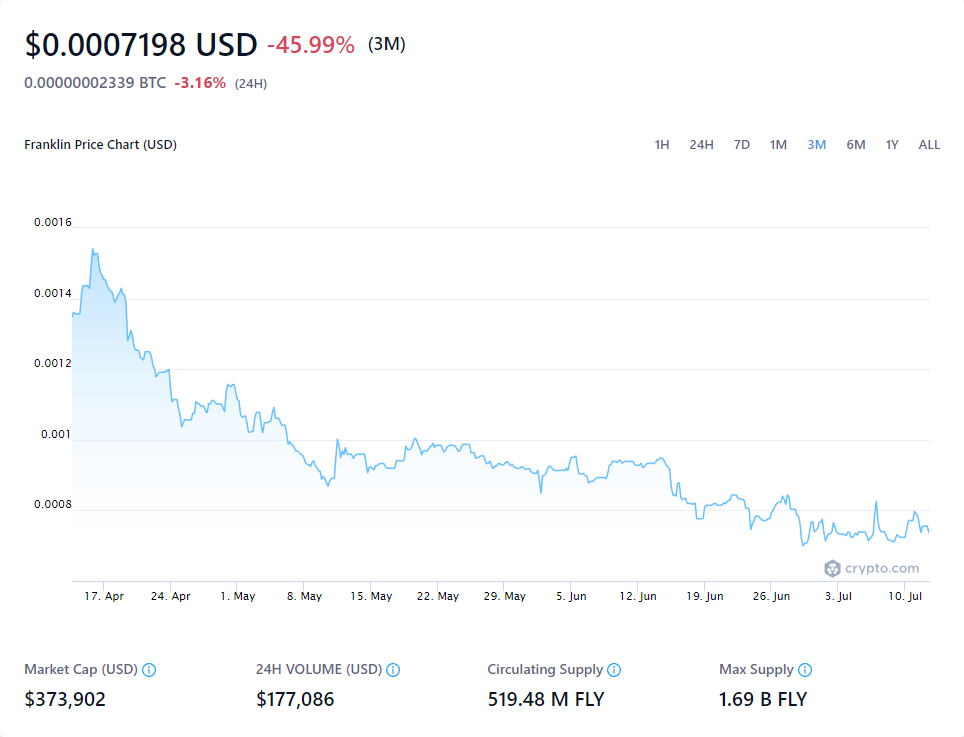 $0.0007198 USD -45.99% (3M)
0.00000002339 BTC -3.16% (24H)
Franklin Price Chart (USD) 1H 24H 7D 1M 3M 6M 1Y ALL
0.0016
0.0014
0.0012
0.001
0.0008
crypto.com
17. Apr 24. Apr 1. May 8. May 15. May 22. May 29. May 5. Jun 12. Jun 19. Jun 26. Jun 3. Jul 10. Jul
Market Cap (USD) 24H VOLUME (USD) Circulating Supply Max Supply
$373,902 $177,086 519.48 M FLY 1.69 B FLY